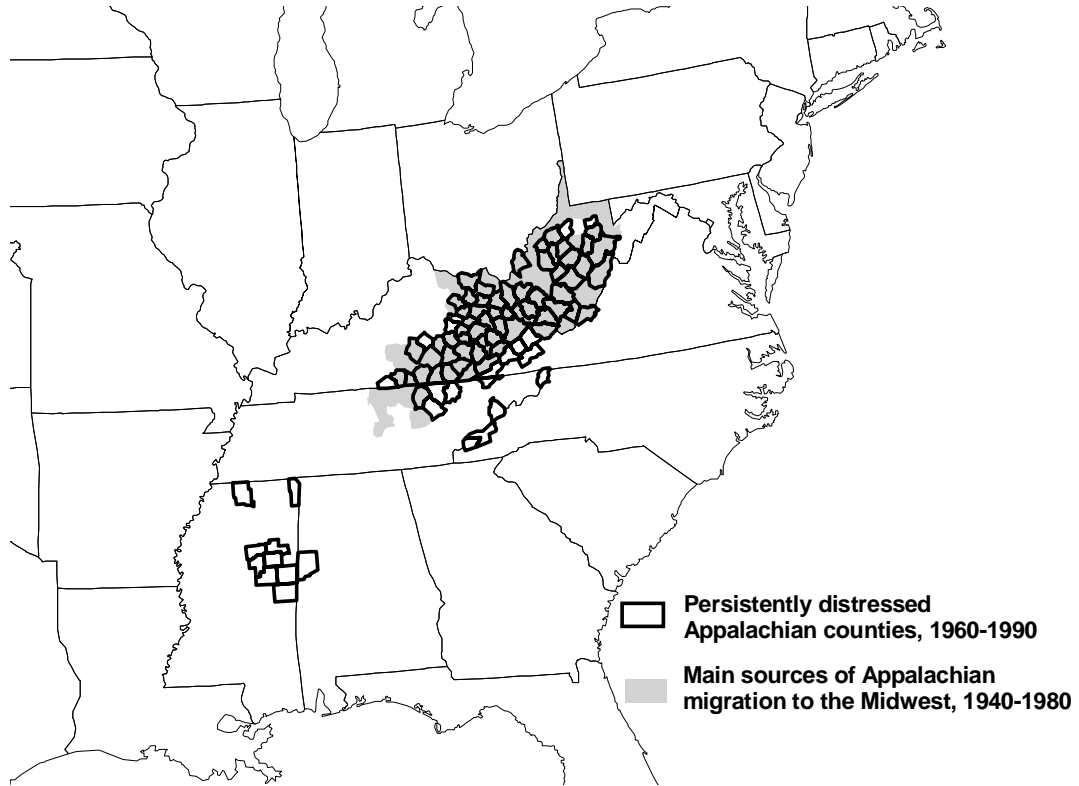 Persistently distressed
Appalachian counties, 1960-1990
Main sources of Appalachian
migration to the Midwest, 1940-1980